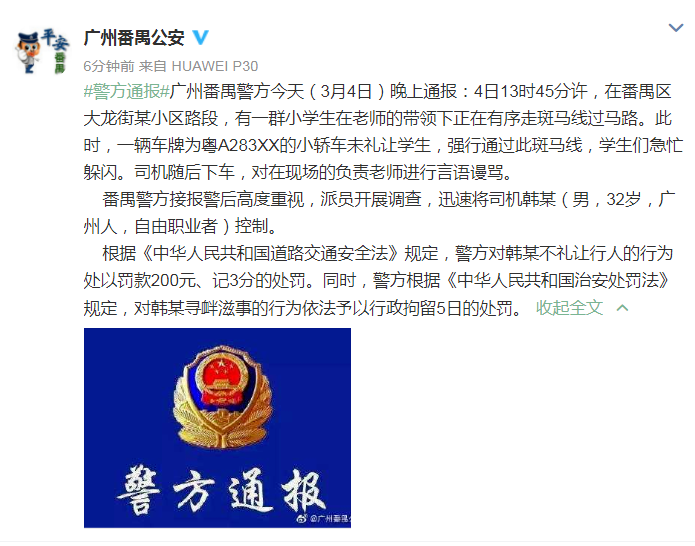 平安
番禺
广州番禺公安
6分钟前 来自 HUAWEI P30
#警方通报#广州番禺警方今天（3月4日）晚上通报：4日13时45分许，在番禺区
大龙街某小区路段，有一群小学生在老师的带领下正在有序走斑马线过马路。此
时，一辆车牌为粤A283XX的小轿车未礼让学生，强行通过此斑马线，学生们急忙
躲闪。司机随后下车，对在现场的负责老师进行言语谩骂。
番禺警方接报警后高度重视，派员开展调查，迅速将司机韩某（男，32岁，广
州人，自由职业者）控制。
根据《中华人民共和国道路交通安全法》规定，警方对韩某不礼让行人的行为
处以罚款200元、记3分的处罚。同时，警方根据《中华人民共和国治安处罚法》
规定，对韩某寻衅滋事的行为依法予以行政拘留5日的处罚。 收起全文
警方通报
@广州番禺公